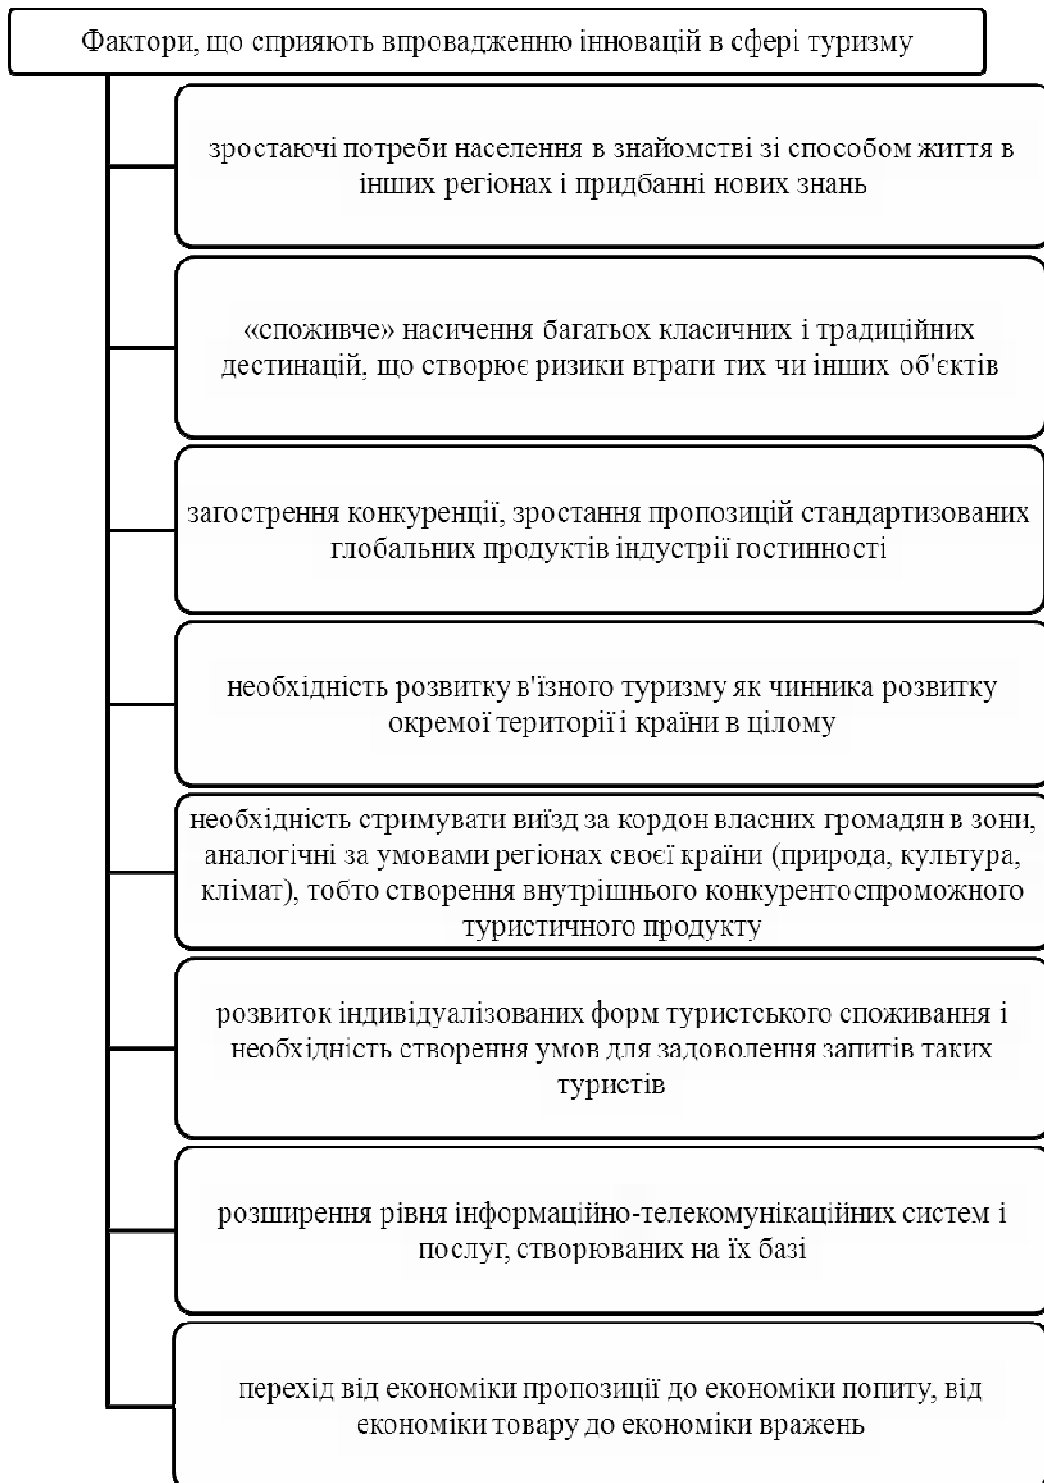 Фактори, що сприяють впровадженню інновацій в сфері туризму
зростаючі потреби населення в знайомстві зі способом життя в
інших регіонах і придбанні нових знань
«споживче» насичення багатьох класичних і традиційних
дестинацій, що створює ризики втрати тих чи інших об'єктів
загострення конкуренції, зростання пропозицій стандартизованих
глобальних продуктів індустрії гостинності
необхідність розвитку в'їзного туризму як чинника розвитку
окремої території і країни в цілому
необхідність стримувати виїзд за кордон власних громадян в зони,
аналогічні за умовами регіонах своєї країни (природа, культура,
клімат), тобто створення внутрішнього конкурентоспроможного
туристичного продукту
розвиток індивідуалізованих форм туристського споживання і
необхідність створення умов для задоволення запитів таких
туристів
розширення рівня інформаційно-телекомунікаційних систем і
послуг, створюваних на їх базі
перехід від економіки пропозиції до економіки попиту, від
економіки товару до економіки вражень